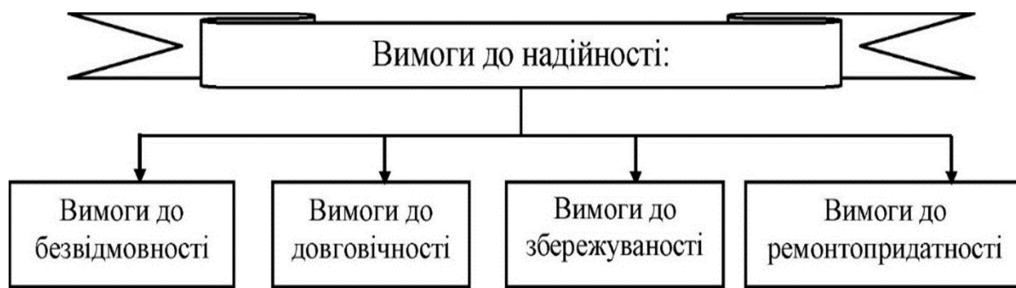 Вимоги до надійності:
Вимоги до
безвідмовності
Вимоги до
довговічності
Вимоги до
збережуваності
Вимоги до
ремонтопридатності